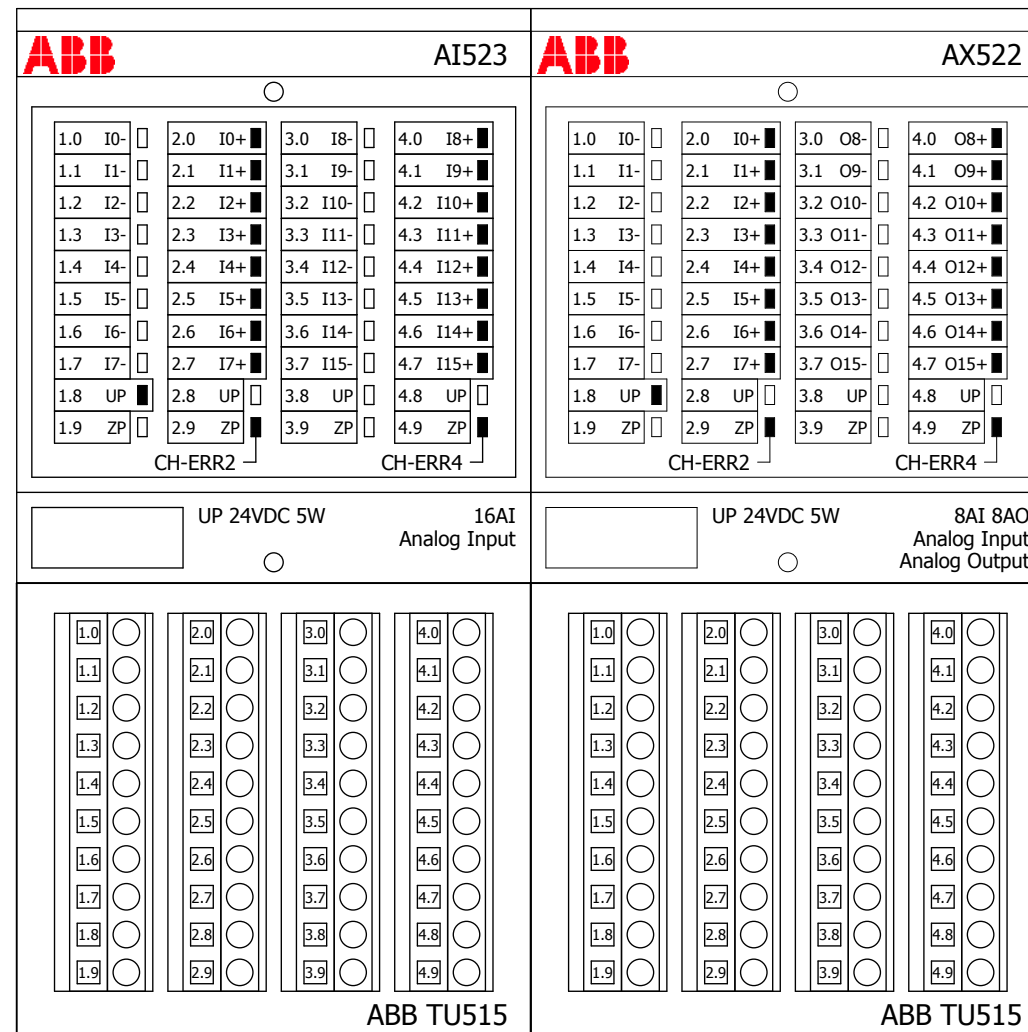 ABB AI523
1.0 I0- 2.0 I0+ 3.0 I8- 4.0 I8+
1.1 I1- 2.1 I1+ 3.1 I9- 4.1 I9+
1.2 I2- 2.2 I2+ 3.2 I10- 4.2 I10+
1.3 I3- 2.3 I3+ 3.3 I11- 4.3 I11+
1.4 I4- 2.4 I4+ 3.4 I12- 4.4 I12+
1.5 I5- 2.5 I5+ 3.5 I13- 4.5 I13+
1.6 I6- 2.6 I6+ 3.6 I14- 4.6 I14+
1.7 I7- 2.7 I7+ 3.7 I15- 4.7 I15+
1.8 UP 2.8 UP 3.8 UP 4.8 UP
1.9 ZP 2.9 ZP 3.9 ZP 4.9 ZP
CH-ERR2 CH-ERR4
UP 24VDC 5W 16AI
Analog Input
1.0 2.0 3.0 4.0
1.1 2.1 3.1 4.1
1.2 2.2 3.2 4.2
1.3 2.3 3.3 4.3
1.4 2.4 3.4 4.4
1.5 2.5 3.5 4.5
1.6 2.6 3.6 4.6
1.7 2.7 3.7 4.7
1.8 2.8 3.8 4.8
1.9 2.9 3.9 4.9
ABB TU515
ABB AX522
1.0 I0- 2.0 I0+ 3.0 O8- 4.0 O8+
1.1 I1- 2.1 I1+ 3.1 O9- 4.1 O9+
1.2 I2- 2.2 I2+ 3.2 O10- 4.2 O10+
1.3 I3- 2.3 I3+ 3.3 O11- 4.3 O11+
1.4 I4- 2.4 I4+ 3.4 O12- 4.4 O12+
1.5 I5- 2.5 I5+ 3.5 O13- 4.5 O13+
1.6 I6- 2.6 I6+ 3.6 O14- 4.6 O14+
1.7 I7- 2.7 I7+ 3.7 O15- 4.7 O15+
1.8 UP 2.8 UP 3.8 UP 4.8 UP
1.9 ZP 2.9 ZP 3.9 ZP 4.9 ZP
CH-ERR2 CH-ERR4
UP 24VDC 5W 8AI 8AO
Analog Input
Analog Output
1.0 2.0 3.0 4.0
1.1 2.1 3.1 4.1
1.2 2.2 3.2 4.2
1.3 2.3 3.3 4.3
1.4 2.4 3.4 4.4
1.5 2.5 3.5 4.5
1.6 2.6 3.6 4.6
1.7 2.7 3.7 4.7
1.8 2.8 3.8 4.8
1.9 2.9 3.9 4.9
ABB TU515